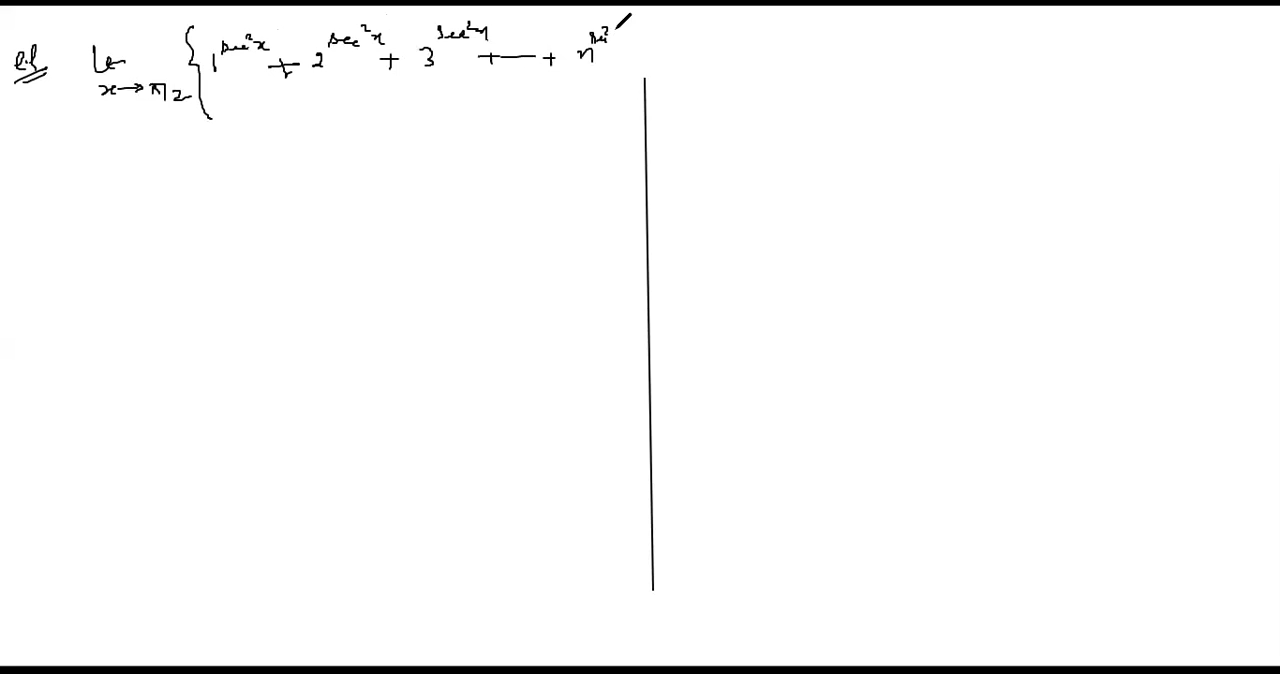 e.g. Lt x→π/2 { 1^sec²x + 2^sec²x + 3^sec²x + — + n^sec²